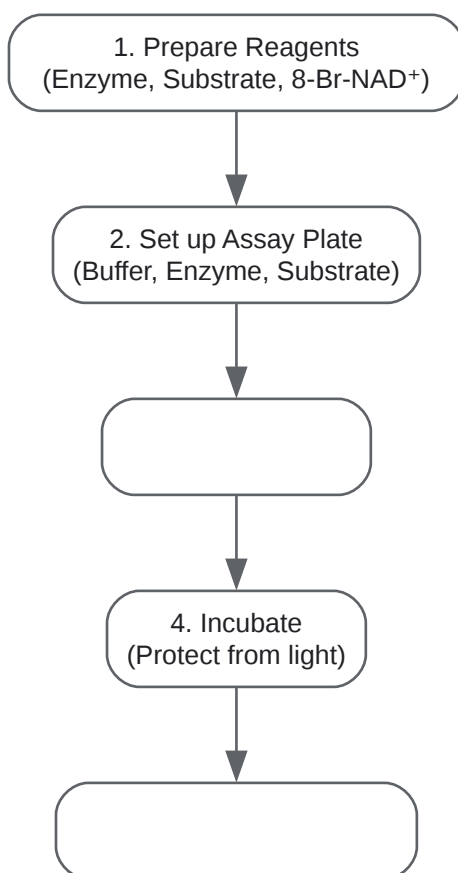 1. Prepare Reagents
(Enzyme, Substrate, 8-Br-NAD⁺)
2. Set up Assay Plate
(Buffer, Enzyme, Substrate)
4. Incubate
(Protect from light)